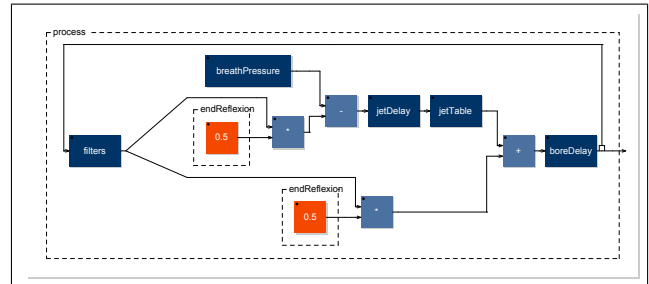 process
breathPressure
endReflexion
0.5
*
-
jetDelay
jetTable
filters
+
boreDelay
endReflexion
0.5
*